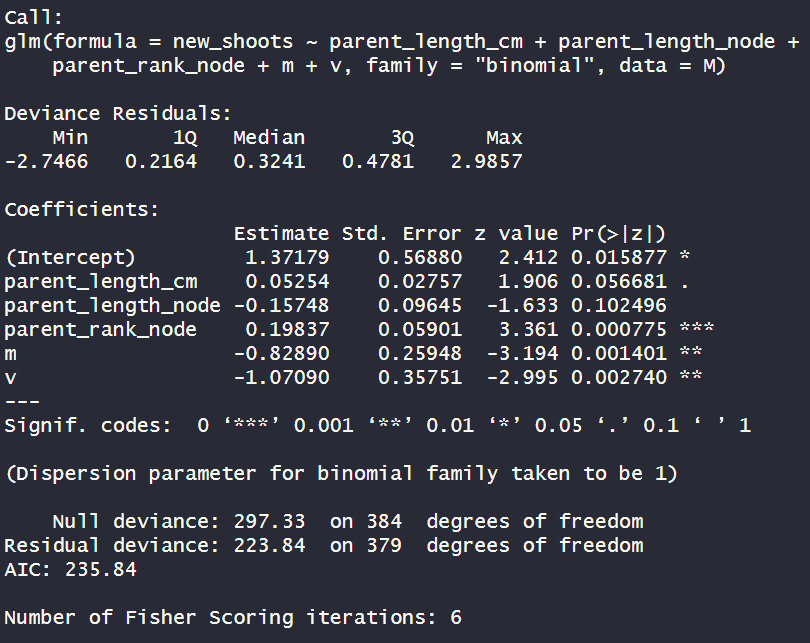 Call:
glm(formula = new_shoots ~ parent_length_cm + parent_length_node +
    parent_rank_node + m + v, family = "binomial", data = M)

Deviance Residuals:
    Min       1Q   Median       3Q      Max
-2.7466   0.2164   0.3241   0.4781   2.9857

Coefficients:
                   Estimate Std. Error z value Pr(>|z|)
(Intercept)         1.37179    0.56880   2.412 0.015877 *
parent_length_cm    0.05254    0.02757   1.906 0.056681 .
parent_length_node -0.15748    0.09645  -1.633 0.102496
parent_rank_node    0.19837    0.05901   3.361 0.000775 ***
m                  -0.82890    0.25948  -3.194 0.001401 **
v                  -1.07090    0.35751  -2.995 0.002740 **
---
Signif. codes:  0 ‘***’ 0.001 ‘**’ 0.01 ‘*’ 0.05 ‘.’ 0.1 ‘ ’ 1

(Dispersion parameter for binomial family taken to be 1)

    Null deviance: 297.33  on 384  degrees of freedom
Residual deviance: 223.84  on 379  degrees of freedom
AIC: 235.84

Number of Fisher Scoring iterations: 6